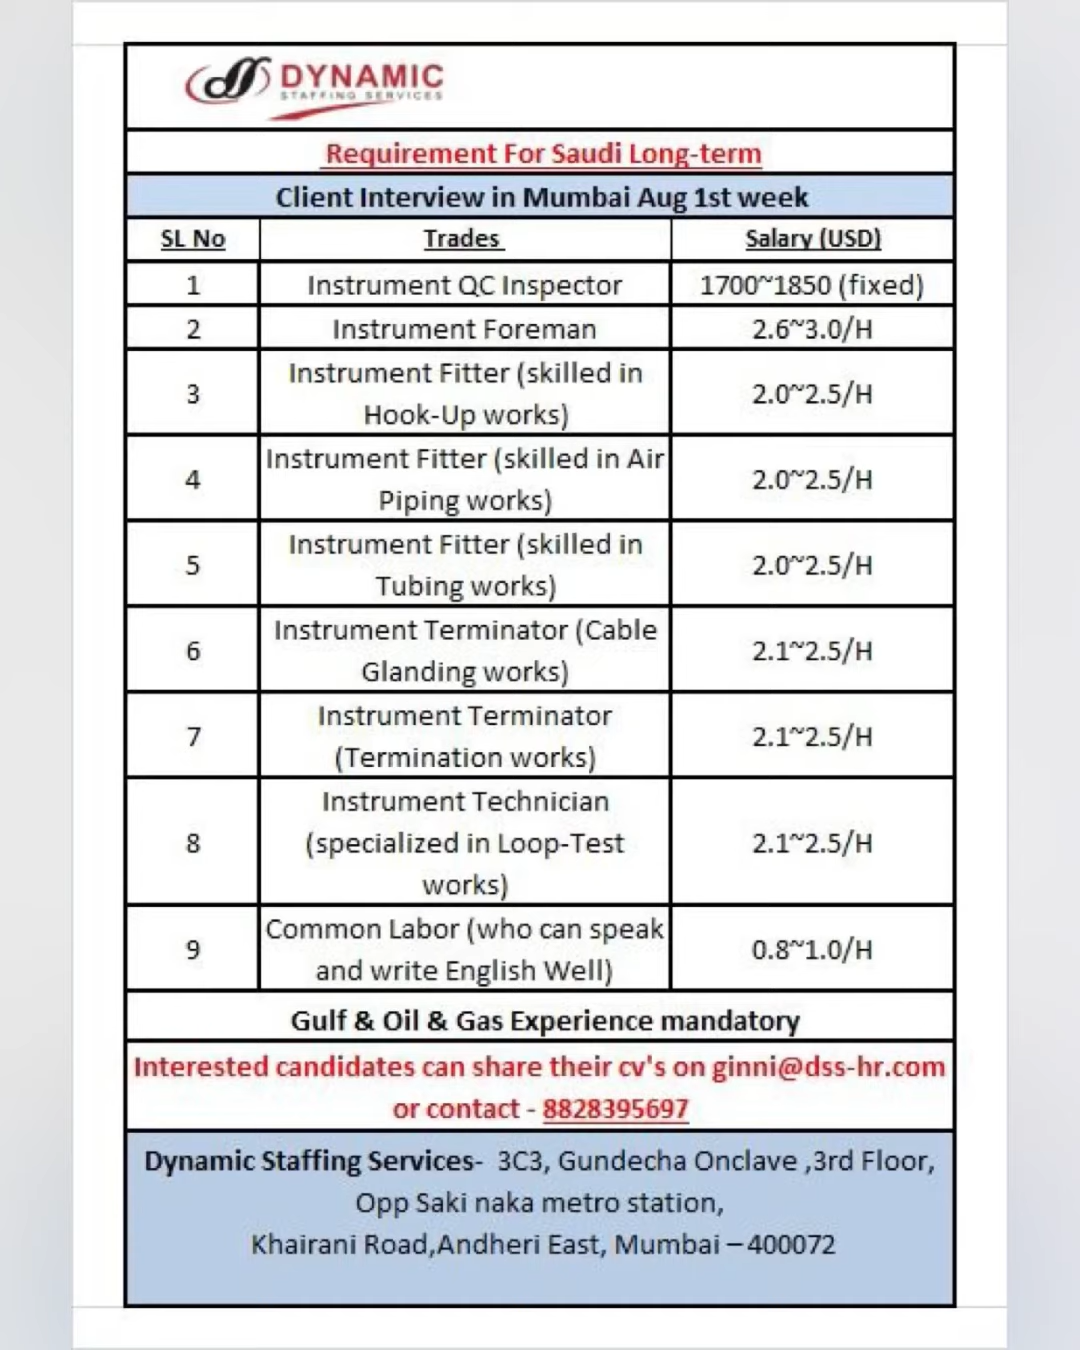 DYNAMIC
STAFFING SERVICES
Requirement For Saudi Long-term
Client Interview in Mumbai Aug 1st week
SL No Trades Salary (USD)
1 Instrument QC Inspector 1700~1850 (fixed)
2 Instrument Foreman 2.6~3.0/H
3 Instrument Fitter (skilled in
Hook-Up works) 2.0~2.5/H
4 Instrument Fitter (skilled in Air
Piping works) 2.0~2.5/H
5 Instrument Fitter (skilled in
Tubing works) 2.0~2.5/H
6 Instrument Terminator (Cable
Glanding works) 2.1~2.5/H
7 Instrument Terminator
(Termination works) 2.1~2.5/H
8 Instrument Technician
(specialized in Loop-Test
works) 2.1~2.5/H
9 Common Labor (who can speak
and write English Well) 0.8~1.0/H
Gulf & Oil & Gas Experience mandatory
Interested candidates can share their cv's on ginni@dss-hr.com
or contact - 8828395697
Dynamic Staffing Services- 3C3, Gundecha Onclave ,3rd Floor,
Opp Saki naka metro station,
Khairani Road,Andheri East, Mumbai – 400072